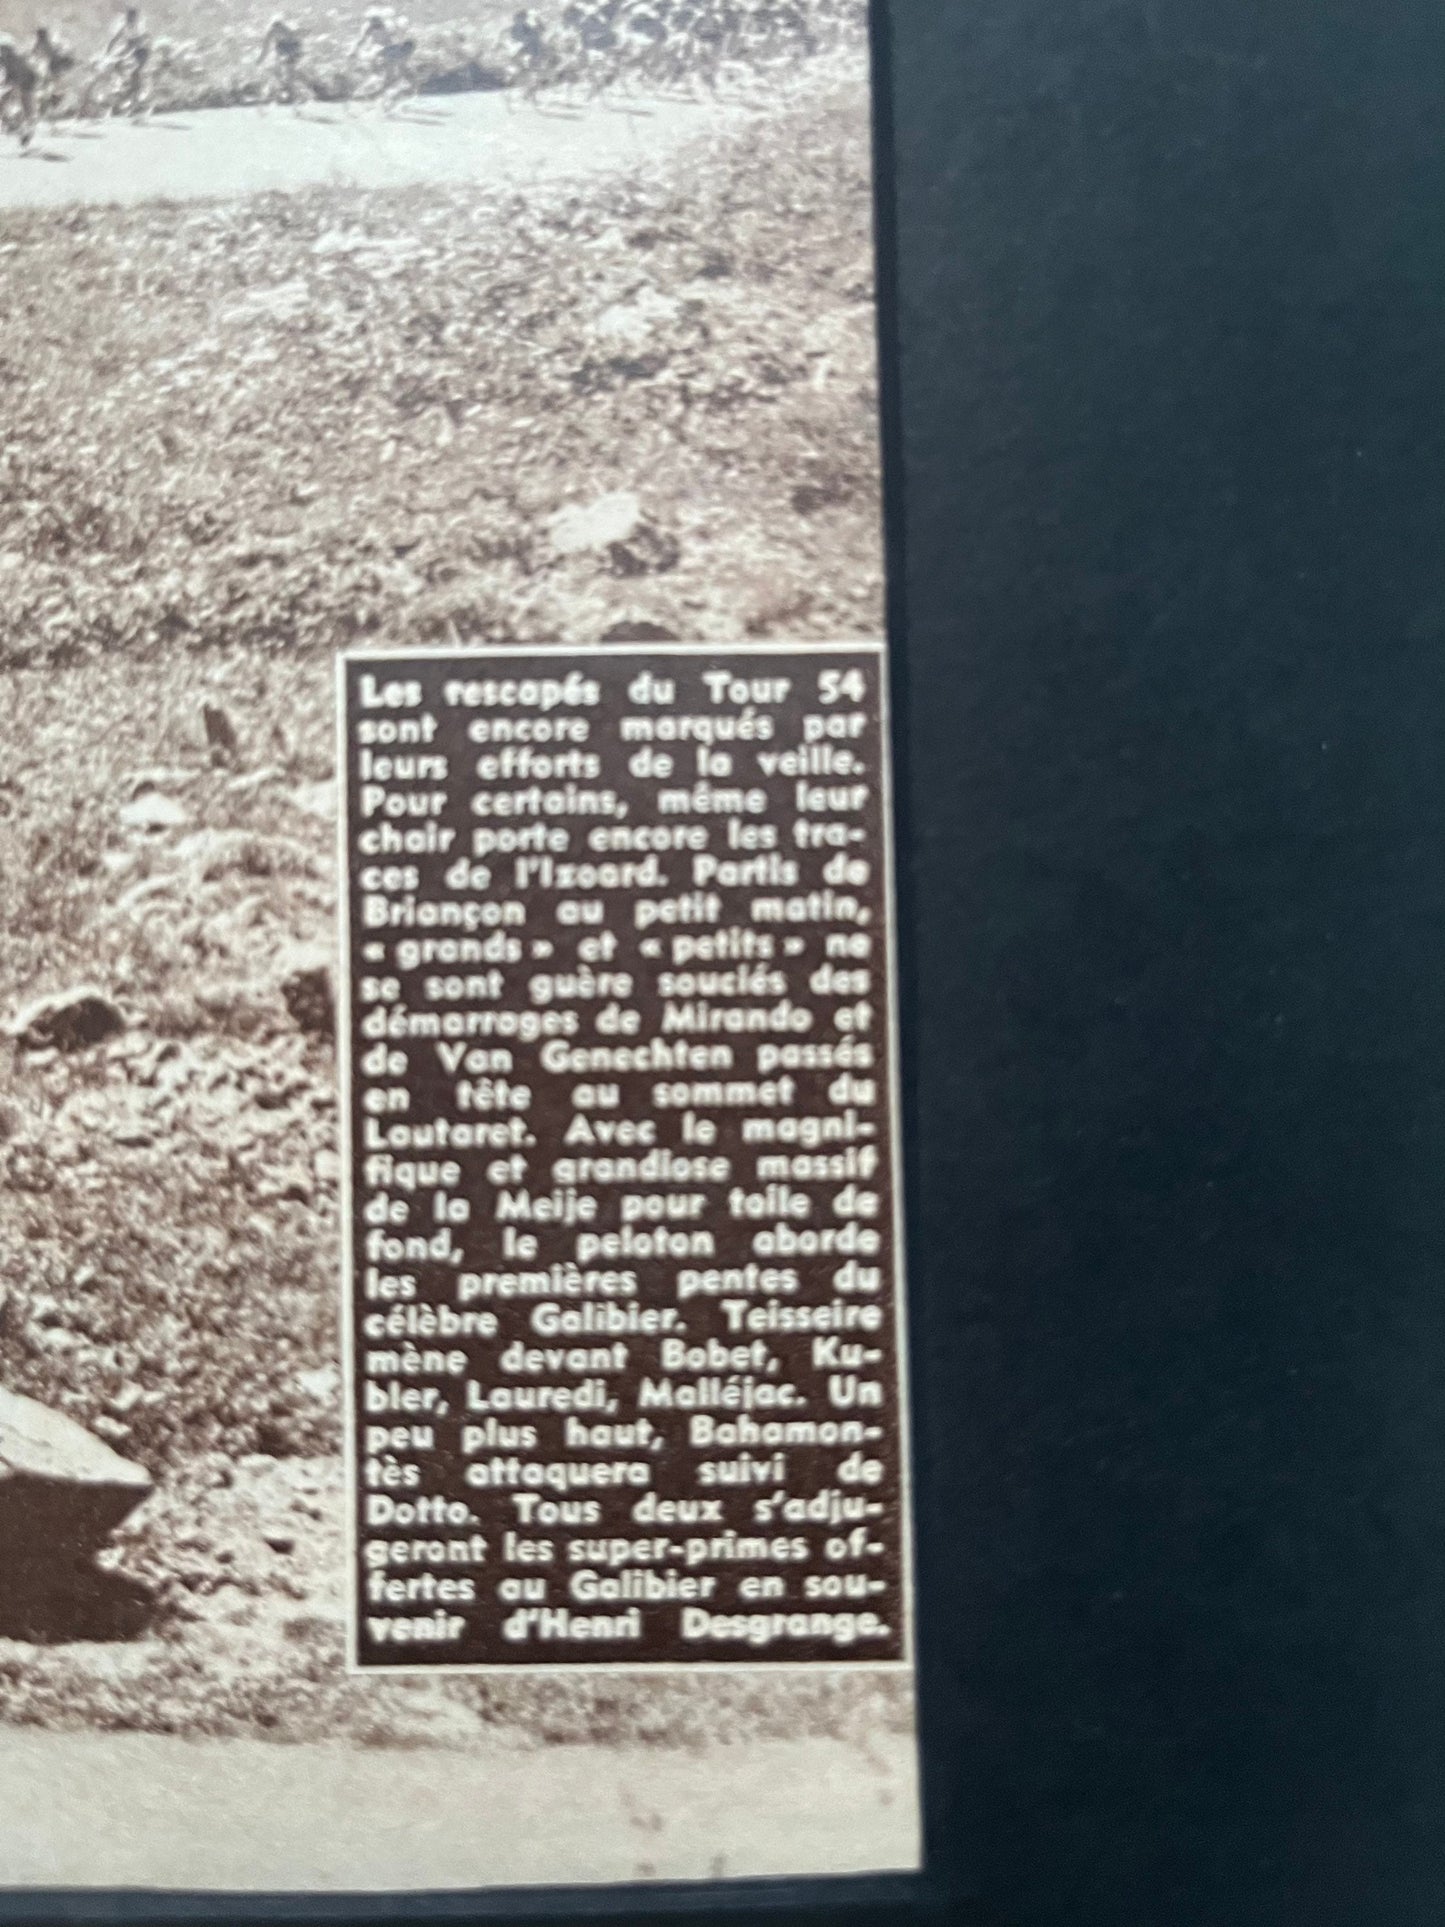 Les rescapés du Tour 54
sont encore marqués par
leurs efforts de la veille.
Pour certains, même leur
chair porte encore les tra-
ces de l'Izoard. Partis de
Briançon au petit matin,
« grands » et « petits » ne
se sont guère souciés des
démarrages de Mirando et
de Van Genechten passés
en tête au sommet du
Lautaret. Avec le magni-
fique et grandiose massif
de la Meije pour toile de
fond, le peloton aborde
les premières pentes du
célèbre Galibier. Teisseire
mène devant Bobet, Ku-
bler, Lauredi, Malléjac. Un
peu plus haut, Bahamon-
tès attaquera suivi de
Dotto. Tous deux s'adju-
geront les super-primes of-
fertes au Galibier en sou-
venir d'Henri Desgrange.